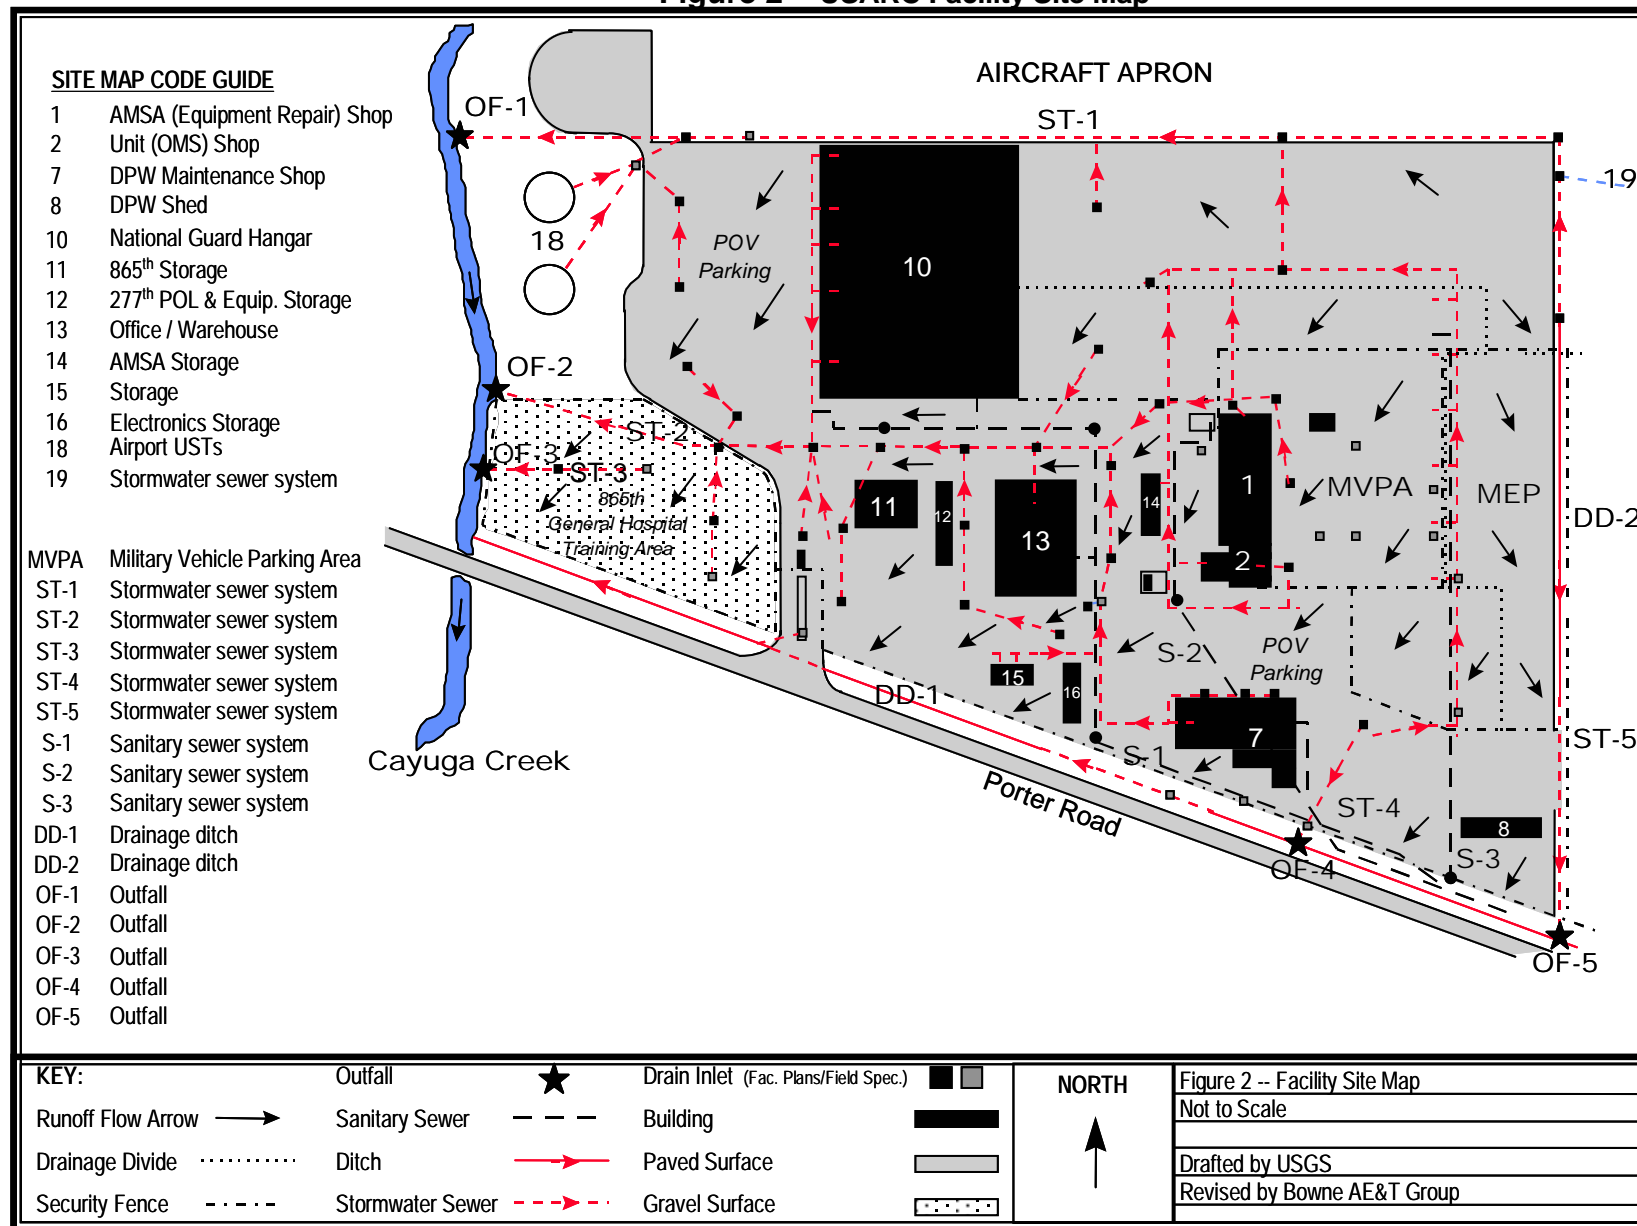 Figure 2 -- USARC Facility Site Map
SITE MAP CODE GUIDE
1 AMSA (Equipment Repair) Shop
2 Unit (OMS) Shop
7 DPW Maintenance Shop
8 DPW Shed
10 National Guard Hangar
11 865th Storage
12 277th POL & Equip. Storage
13 Office / Warehouse
14 AMSA Storage
15 Storage
16 Electronics Storage
18 Airport USTs
19 Stormwater sewer system
MVPA Military Vehicle Parking Area
ST-1 Stormwater sewer system
ST-2 Stormwater sewer system
ST-3 Stormwater sewer system
ST-4 Stormwater sewer system
ST-5 Stormwater sewer system
S-1 Sanitary sewer system
S-2 Sanitary sewer system
S-3 Sanitary sewer system
DD-1 Drainage ditch
DD-2 Drainage ditch
OF-1 Outfall
OF-2 Outfall
OF-3 Outfall
OF-4 Outfall
OF-5 Outfall
AIRCRAFT APRON
OF-1
ST-1
19
18
POV
Parking
10
OF-2
ST-2
OF-3
ST-3
865th
General Hospital
Training Area
11
12
13
14
1
2
MVPA
MEP
DD-2
S-2
POV
Parking
15
16
DD-1
7
S-1
ST-5
Cayuga Creek
Porter Road
ST-4
8
S-3
OF-4
OF-5
KEY:
Outfall
Drain Inlet (Fac. Plans/Field Spec.)
Runoff Flow Arrow
Sanitary Sewer
Building
Drainage Divide
Ditch
Paved Surface
Security Fence
Stormwater Sewer
Gravel Surface
NORTH
Figure 2 -- Facility Site Map
Not to Scale
Drafted by USGS
Revised by Bowne AE&T Group